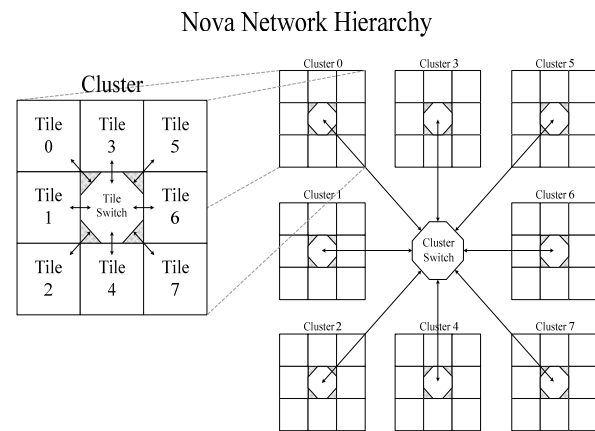 Nova Network Hierarchy
Cluster
Tile
0
Tile
3
Tile
5
Tile
1
Tile
Switch
Tile
6
Tile
2
Tile
4
Tile
7
Cluster 0
Cluster 3
Cluster 5
Cluster 1
Cluster
Switch
Cluster 6
Cluster 2
Cluster 4
Cluster 7